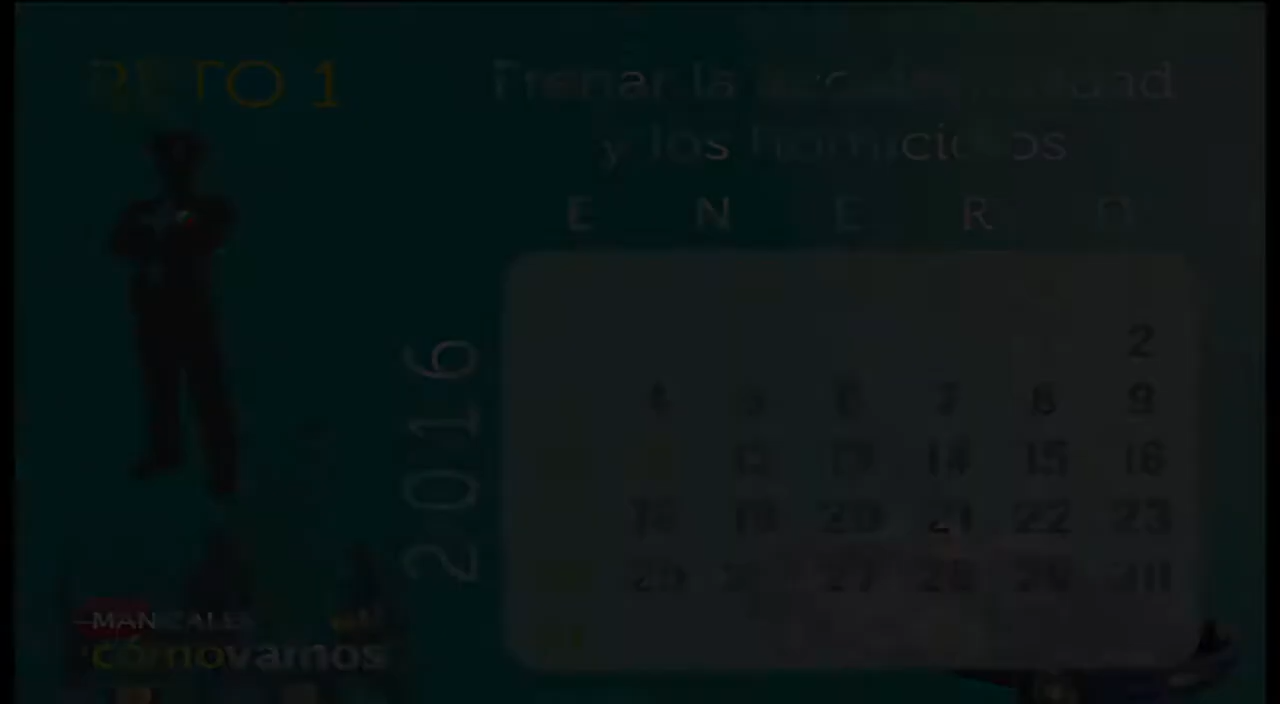 RETO 1
Frenar la
y los homicidios
E N E R O
2016
2
4 5 6 7 8 9
12 13 14 15 16
18 19 20 21 22 23
25 27 28 29
MANIZALES
cómovamos